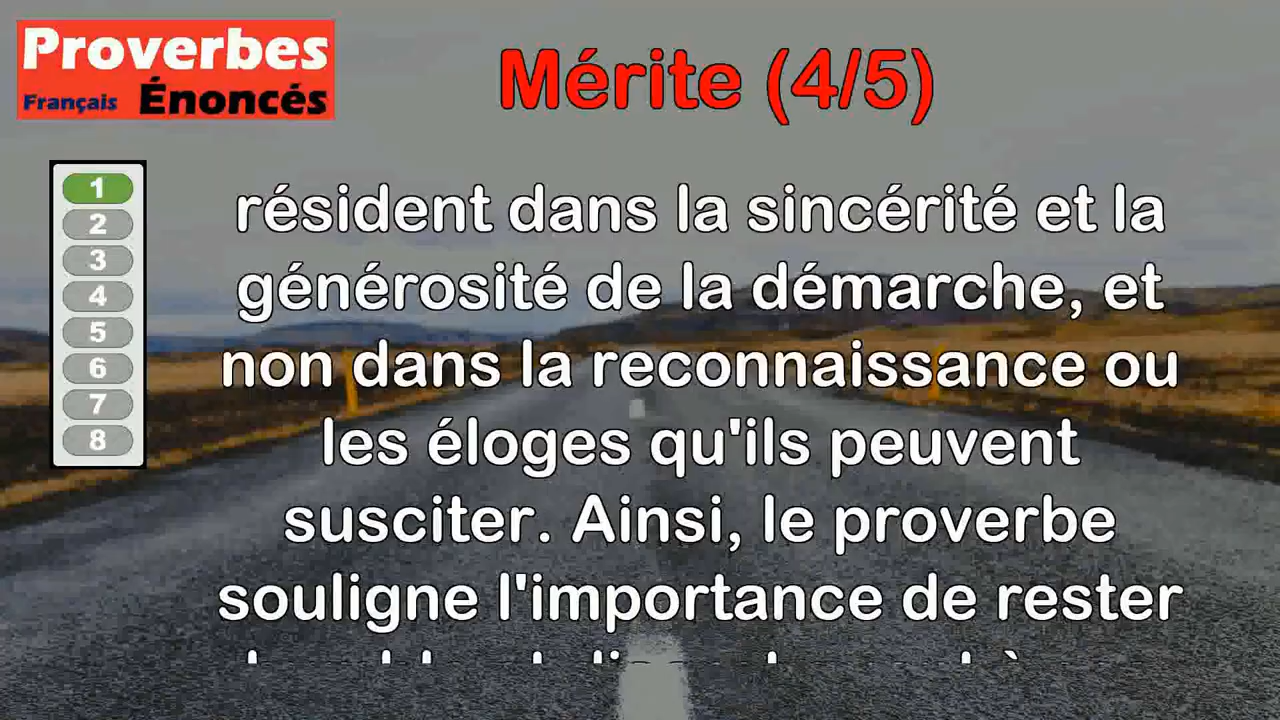 Proverbes
Français Énoncés
Mérite (4/5)
1
2
3
4
5
6
7
8
résident dans la sincérité et la
générosité de la démarche, et
non dans la reconnaissance ou
les éloges qu'ils peuvent
susciter. Ainsi, le proverbe
souligne l'importance de rester